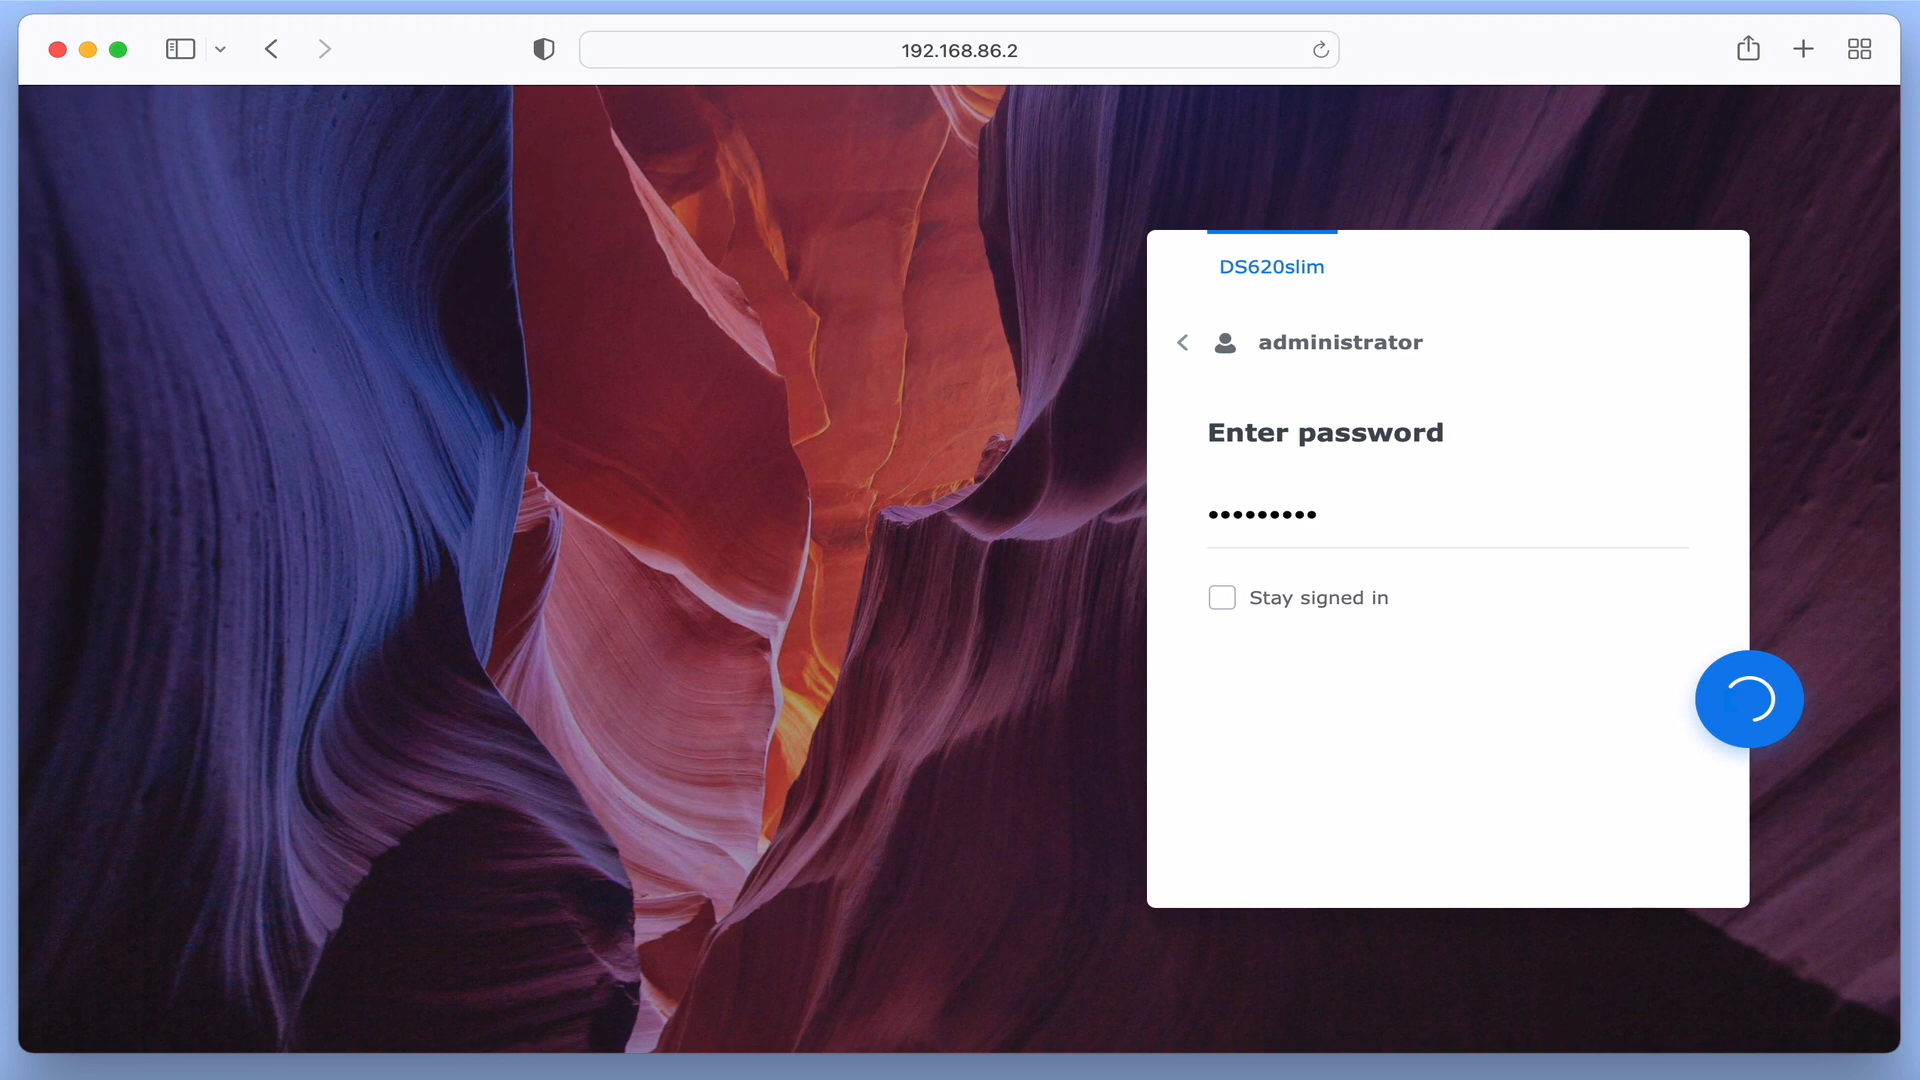 192.168.86.2
DS620slim
administrator
Enter password
•••••••••
Stay signed in